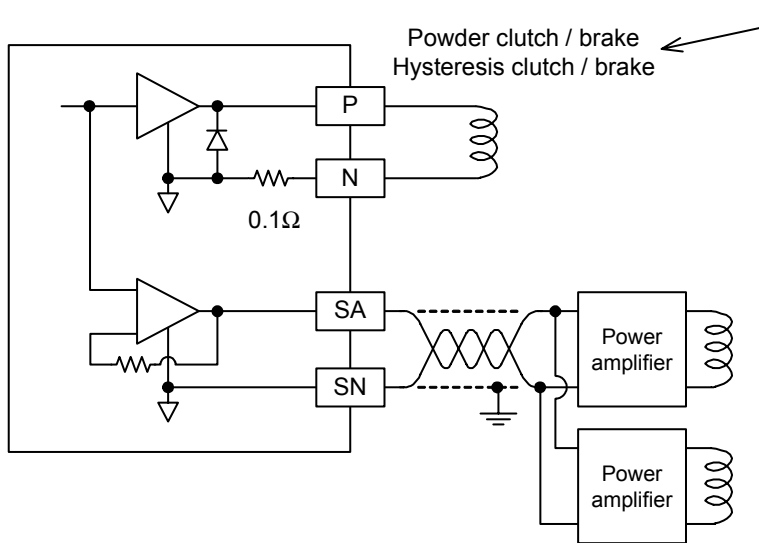 Powder clutch / brake
Hysteresis clutch / brake
P
N
0.1Ω
SA
SN
Power
amplifier
Power
amplifier